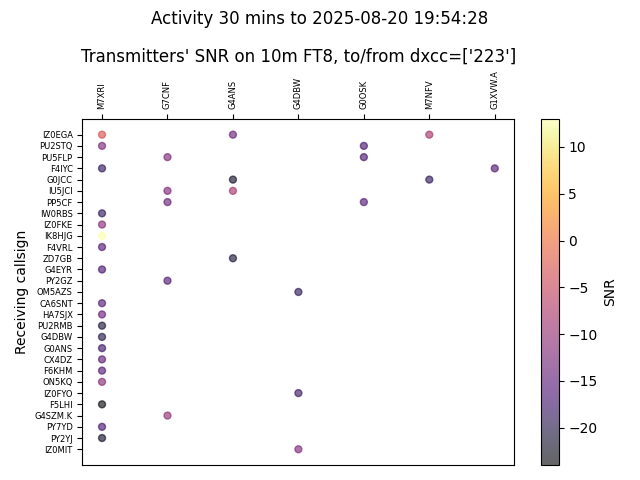 Activity 30 mins to 2025-08-20 19:54:28
Transmitters' SNR on 10m FT8, to/from dxcc=['223']
M7XRI
G7CNF
G4ANS
G4DBW
G0OSK
M7NFV
G1XVW.A
IZ0EGA
PU2STQ
PU5FLP
F4IYC
G0JCC
IU5JCI
PP5CF
IW0RBS
IZ0FKE
IK8HJG
F4VRL
ZD7GB
G4EYR
PY2GZ
OM5AZS
CA6SNT
HA7SJX
PU2RMB
G4DBW
G0ANS
CX4DZ
F6KHM
ON5KQ
IZ0FYO
F5LHI
G4SZM.K
PY7YD
PY2YJ
IZ0MIT
Receiving callsign
10
5
0
−5
−10
−15
−20
SNR